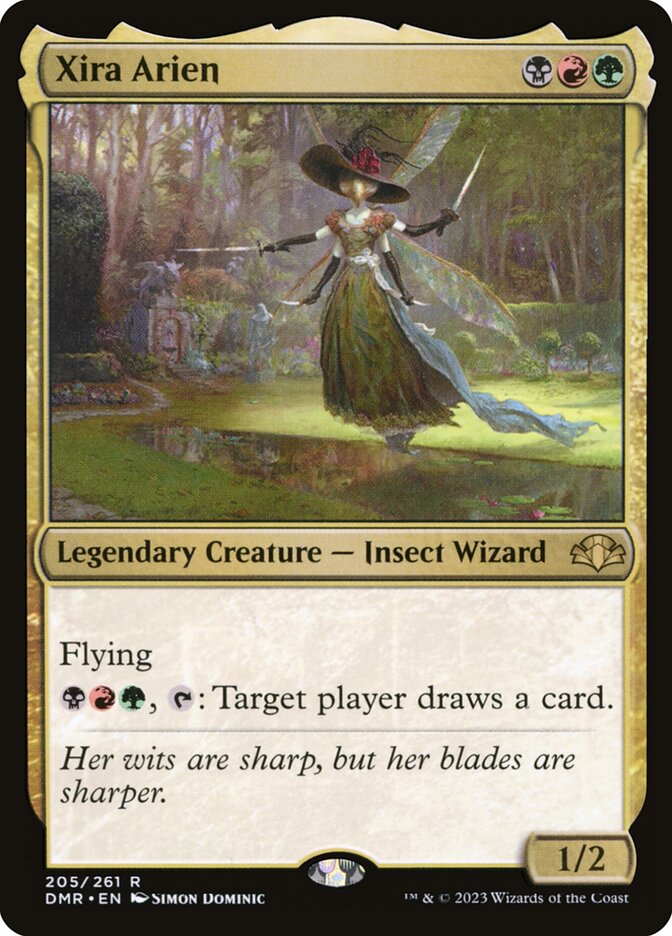 Xira Arien
Legendary Creature — Insect Wizard
Flying
, : Target player draws a card.
Her wits are sharp, but her blades are
sharper.
1/2
205/261 R
DMR • EN SIMON DOMINIC
™ & © 2023 Wizards of the Coast